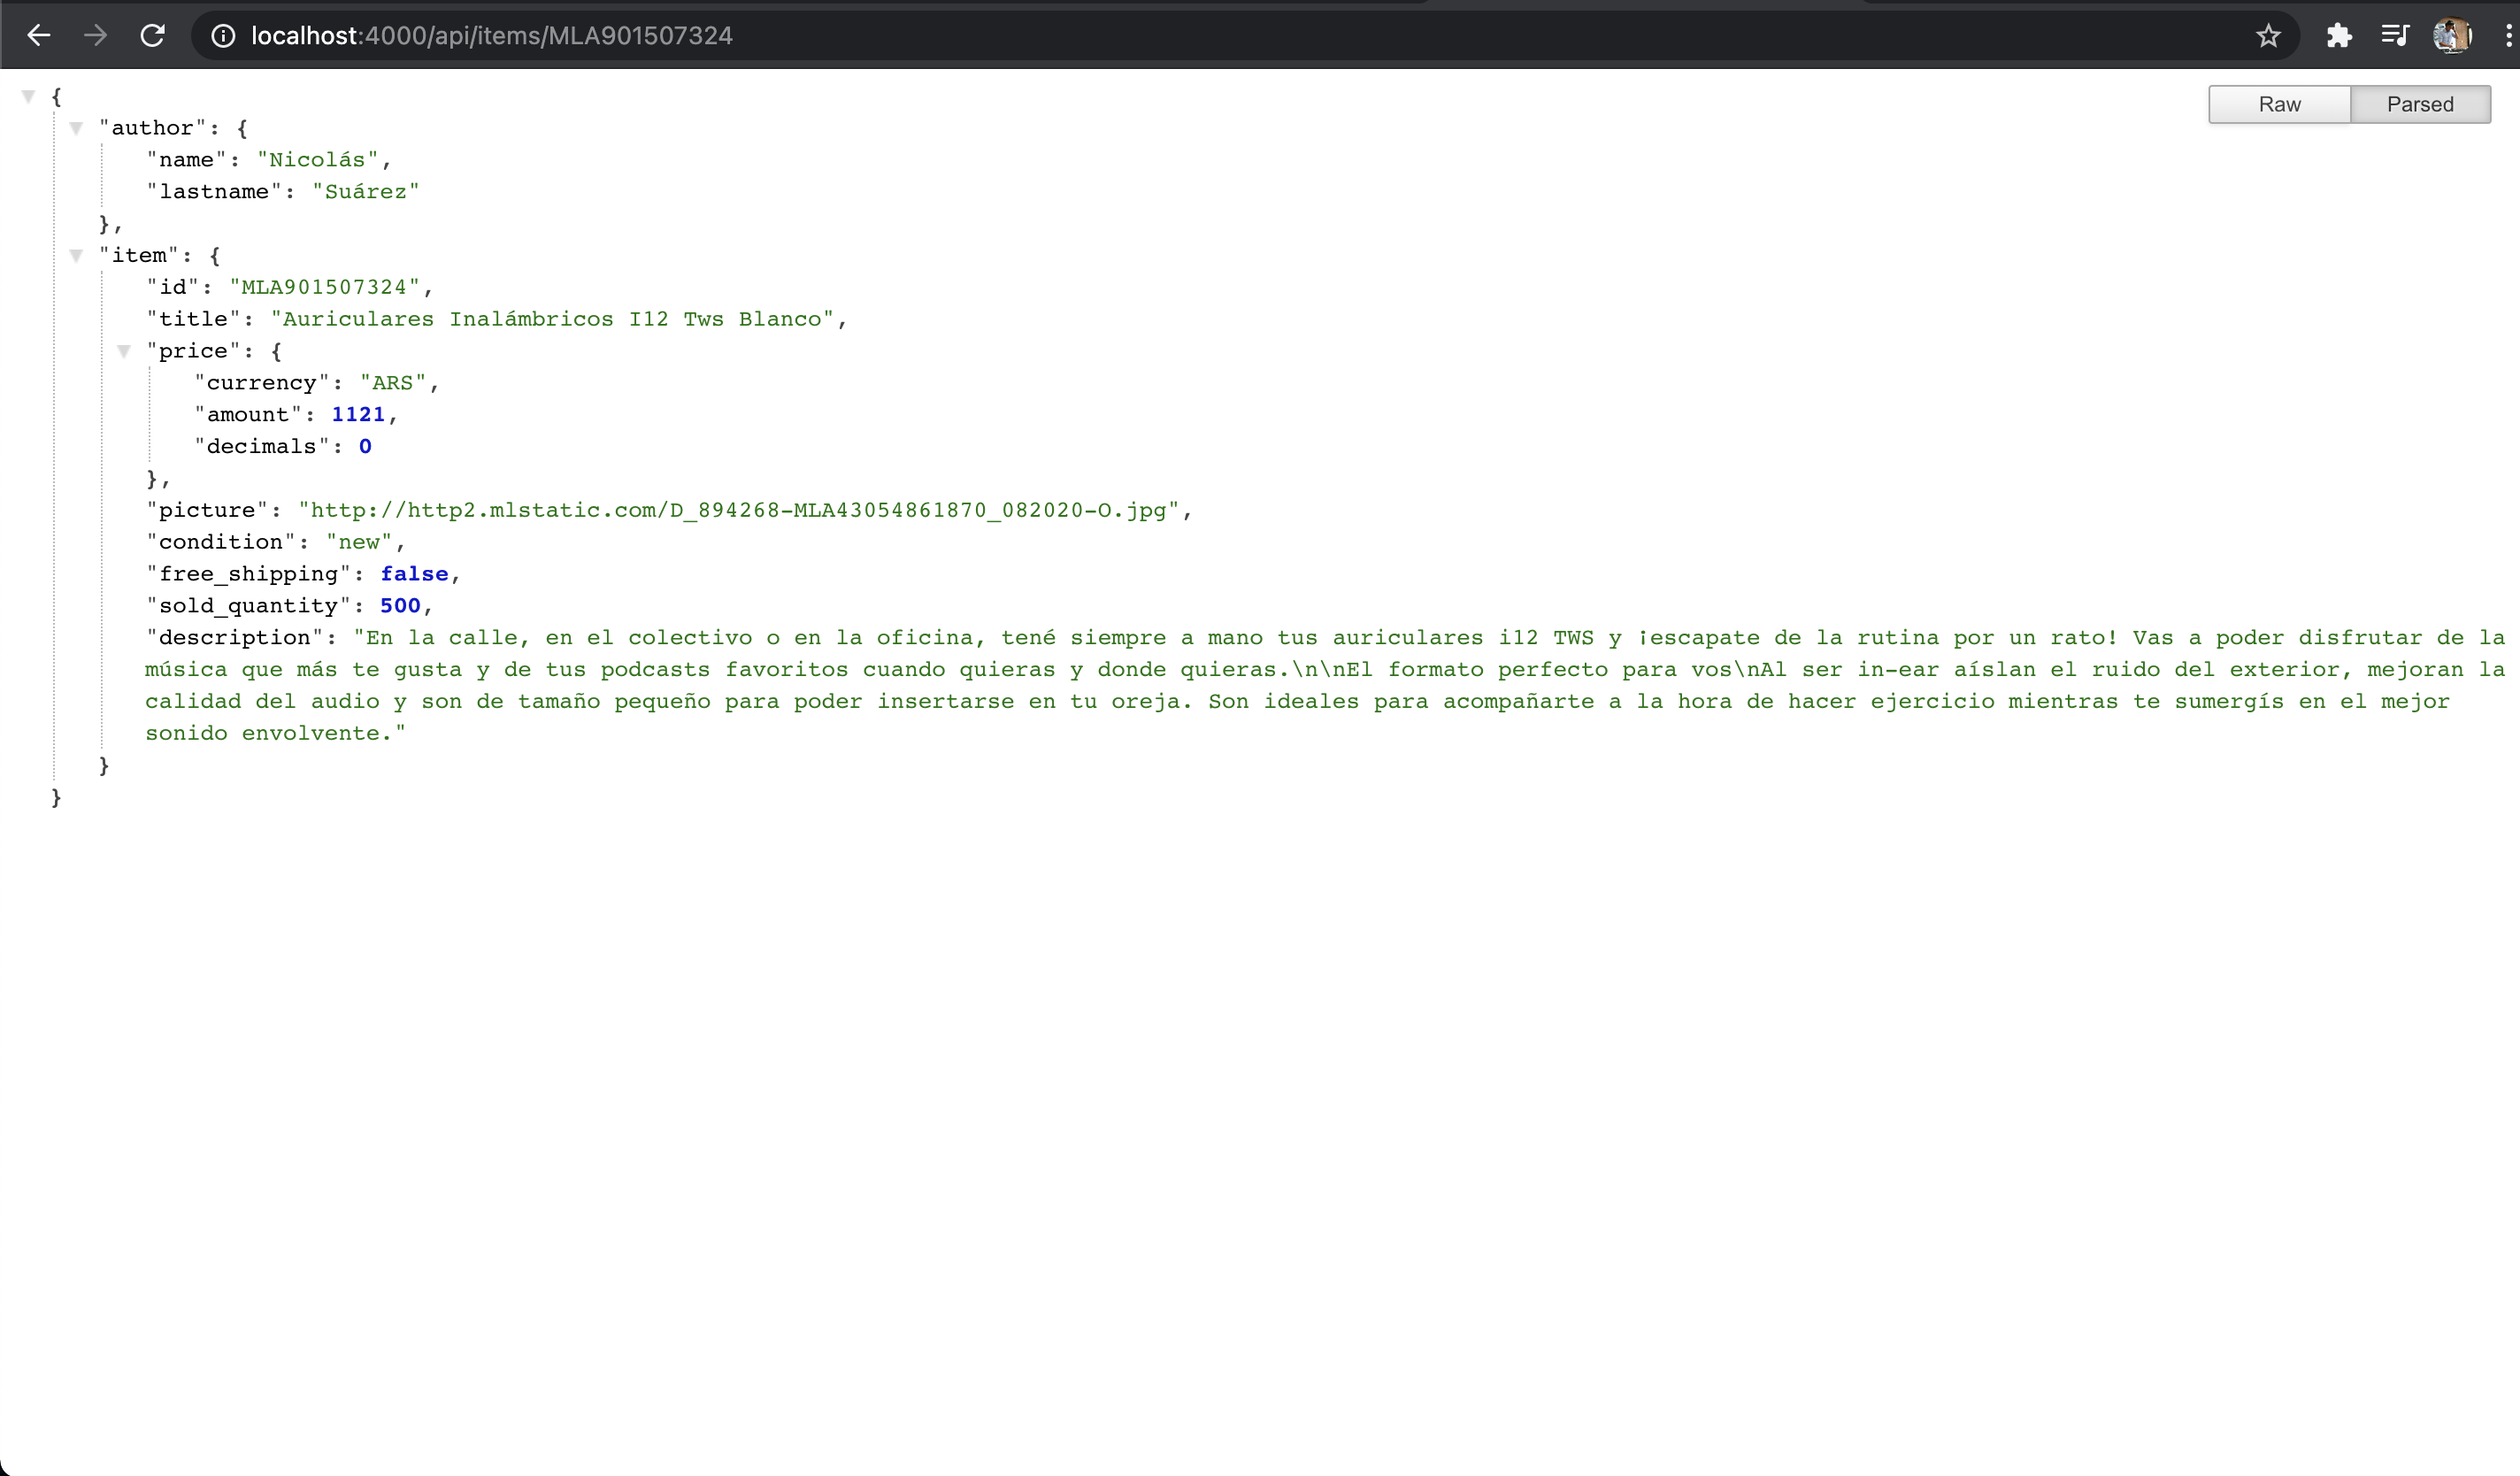 localhost:4000/api/items/MLA901507324
Raw Parsed
{
"author": {
"name": "Nicolás",
"lastname": "Suárez"
},
"item": {
"id": "MLA901507324",
"title": "Auriculares Inalámbricos I12 Tws Blanco",
"price": {
"currency": "ARS",
"amount": 1121,
"decimals": 0
},
"picture": "http://http2.mlstatic.com/D_894268-MLA43054861870_082020-O.jpg",
"condition": "new",
"free_shipping": false,
"sold_quantity": 500,
"description": "En la calle, en el colectivo o en la oficina, tené siempre a mano tus auriculares i12 TWS y ¡escapate de la rutina por un rato! Vas a poder disfrutar de la
música que más te gusta y de tus podcasts favoritos cuando quieras y donde quieras.\n\nEl formato perfecto para vos\nAl ser in-ear aíslan el ruido del exterior, mejoran la
calidad del audio y son de tamaño pequeño para poder insertarse en tu oreja. Son ideales para acompañarte a la hora de hacer ejercicio mientras te sumergís en el mejor
sonido envolvente."
}
}